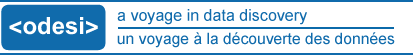 <odesi>
a voyage in data discovery
un voyage à la découverte des données